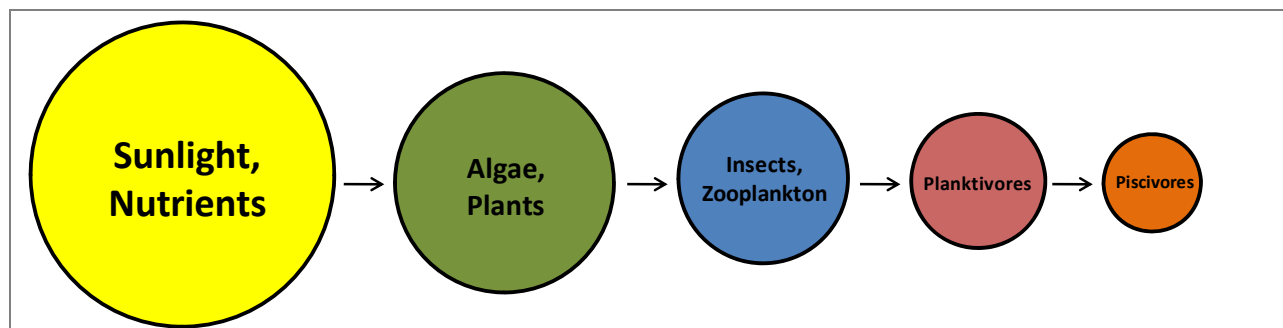 Sunlight,
Nutrients
Algae,
Plants
Insects,
Zooplankton
Planktivores
Piscivores